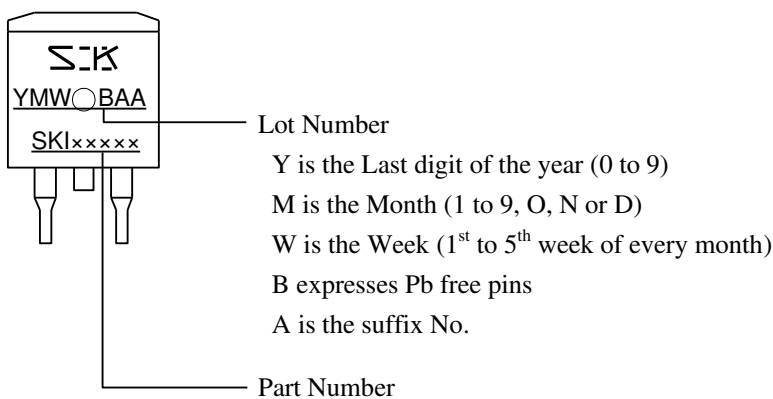 SK
YMW○BAA
SKI×××××
Lot Number
Y is the Last digit of the year (0 to 9)
M is the Month (1 to 9, O, N or D)
W is the Week (1st to 5th week of every month)
B expresses Pb free pins
A is the suffix No.
Part Number